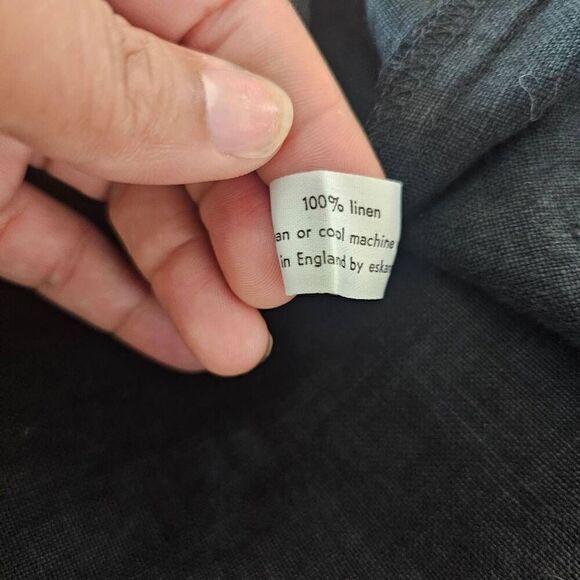 100% linen
an or cool machine
in England by eskan